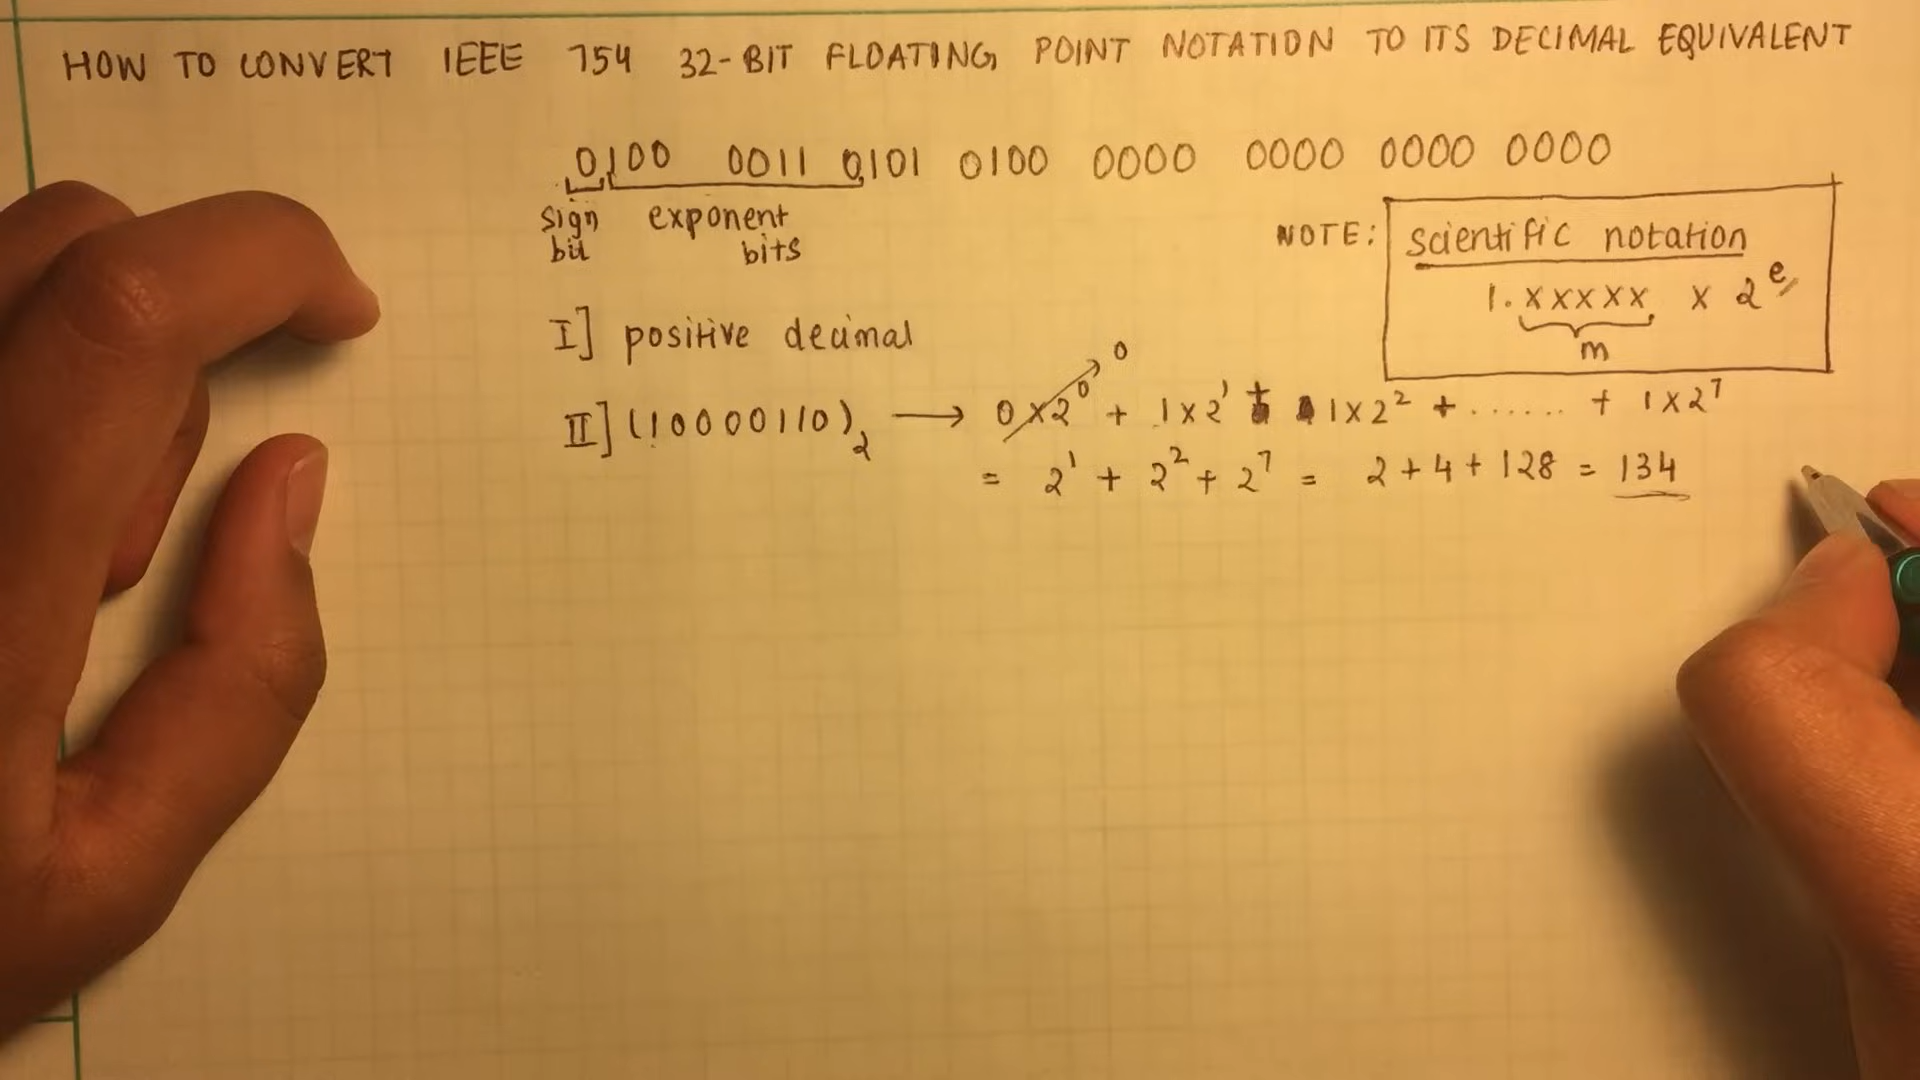 HOW TO CONVERT IEEE 754 32-BIT FLOATING POINT NOTATION TO ITS DECIMAL EQUIVALENT
0100 0011 0101 0100 0000 0000 0000 0000
sign bit
exponent bits
NOTE:
scientific notation
1.xxxxx x 2^e
m
I] positive decimal
II] (10000110)₂ → 0x2⁰ + 1x2¹ + 1x2² + ....... + 1x2⁷
0
= 2¹ + 2² + 2⁷ = 2+4+128 = 134